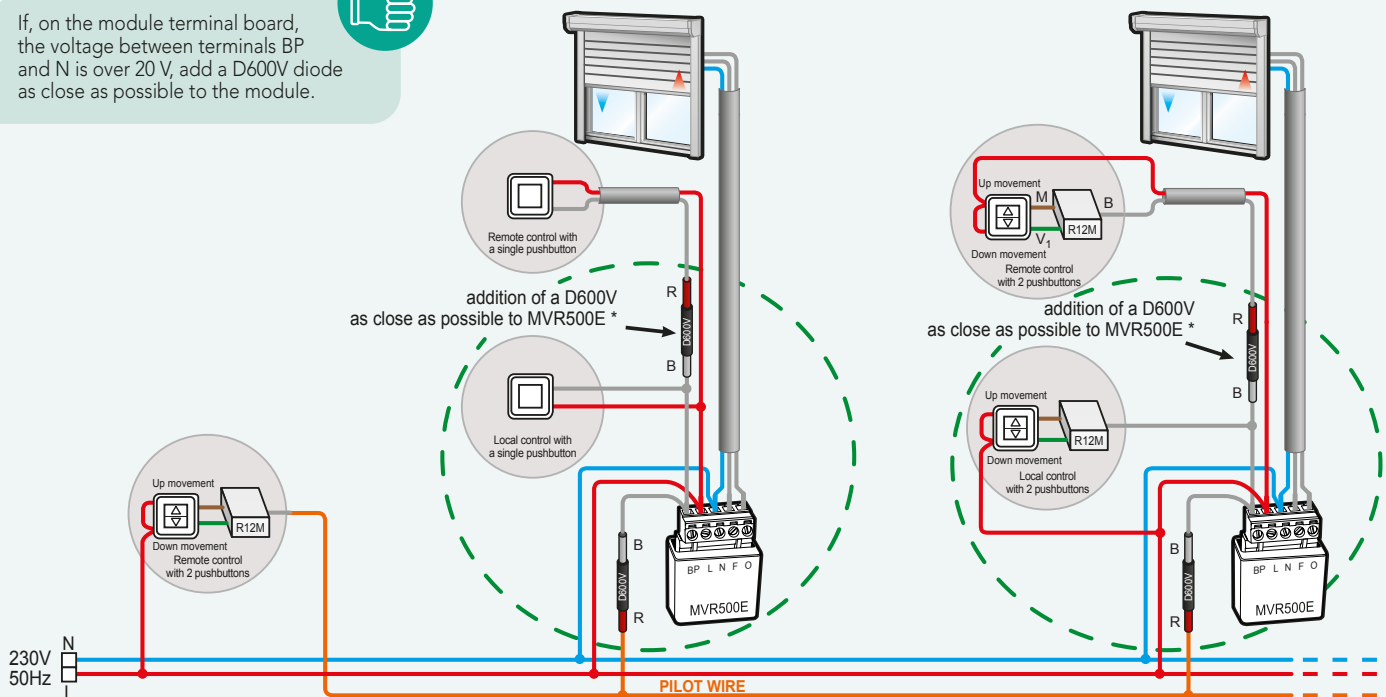 If, on the module terminal board,
the voltage between terminals BP
and N is over 20 V, add a D600V diode
as close as possible to the module.
Remote control with
a single pushbutton
addition of a D600V
as close as possible to MVR500E *
R
D600V
B
Local control with
a single pushbutton
Up movement
R12M
Down movement
Remote control
with 2 pushbuttons
B
D600V
R
BP L N F O
MVR500E
Up movement
M
B
R12M
V1
Down movement
Remote control
with 2 pushbuttons
addition of a D600V
as close as possible to MVR500E *
R
D600V
B
Up movement
R12M
Down movement
Local control
with 2 pushbuttons
B
D600V
R
BP L N F O
MVR500E
230V
50Hz
N
L
PILOT WIRE